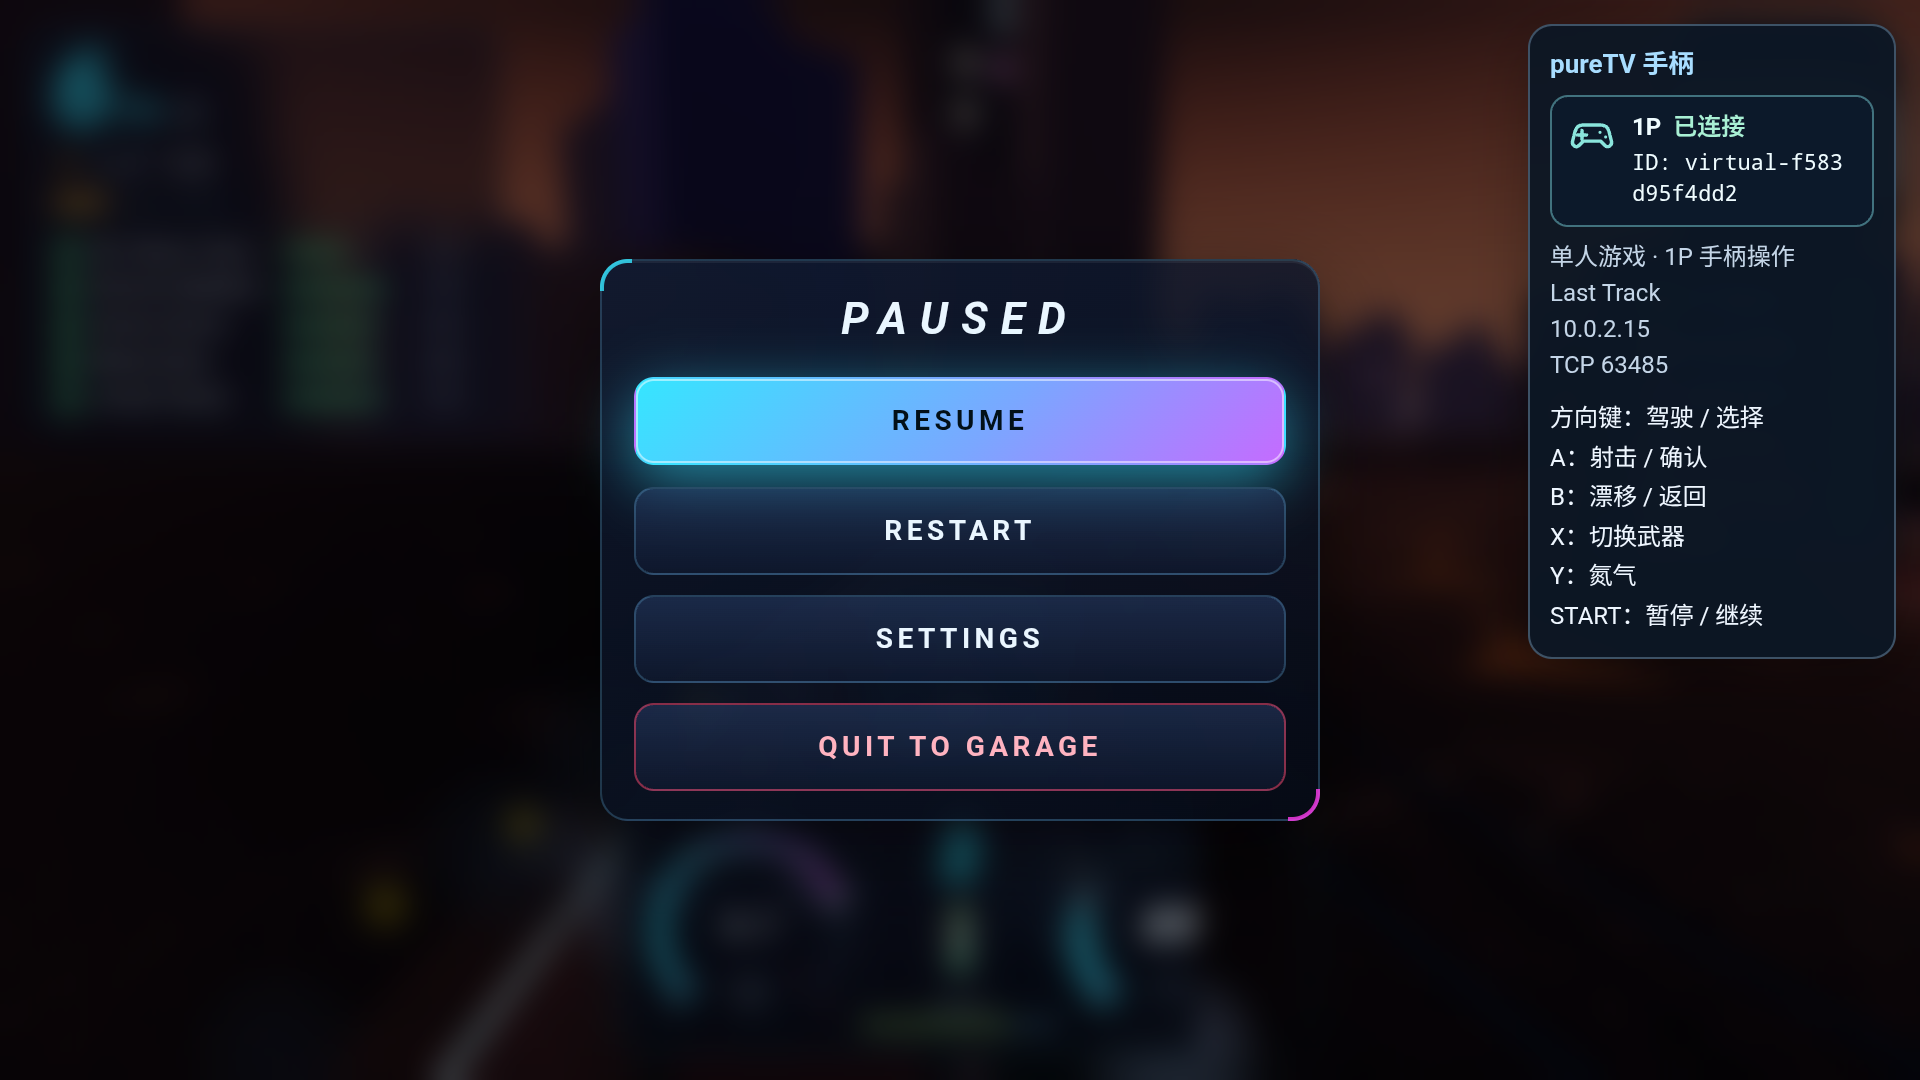 PAUSED
RESUME
RESTART
SETTINGS
QUIT TO GARAGE
pureTV 手柄
1P 已连接
ID: virtual-f583
d95f4dd2
单人游戏 · 1P 手柄操作
Last Track
10.0.2.15
TCP 63485
方向键：驾驶 / 选择
A：射击 / 确认
B：漂移 / 返回
X：切换武器
Y：氮气
START：暂停 / 继续